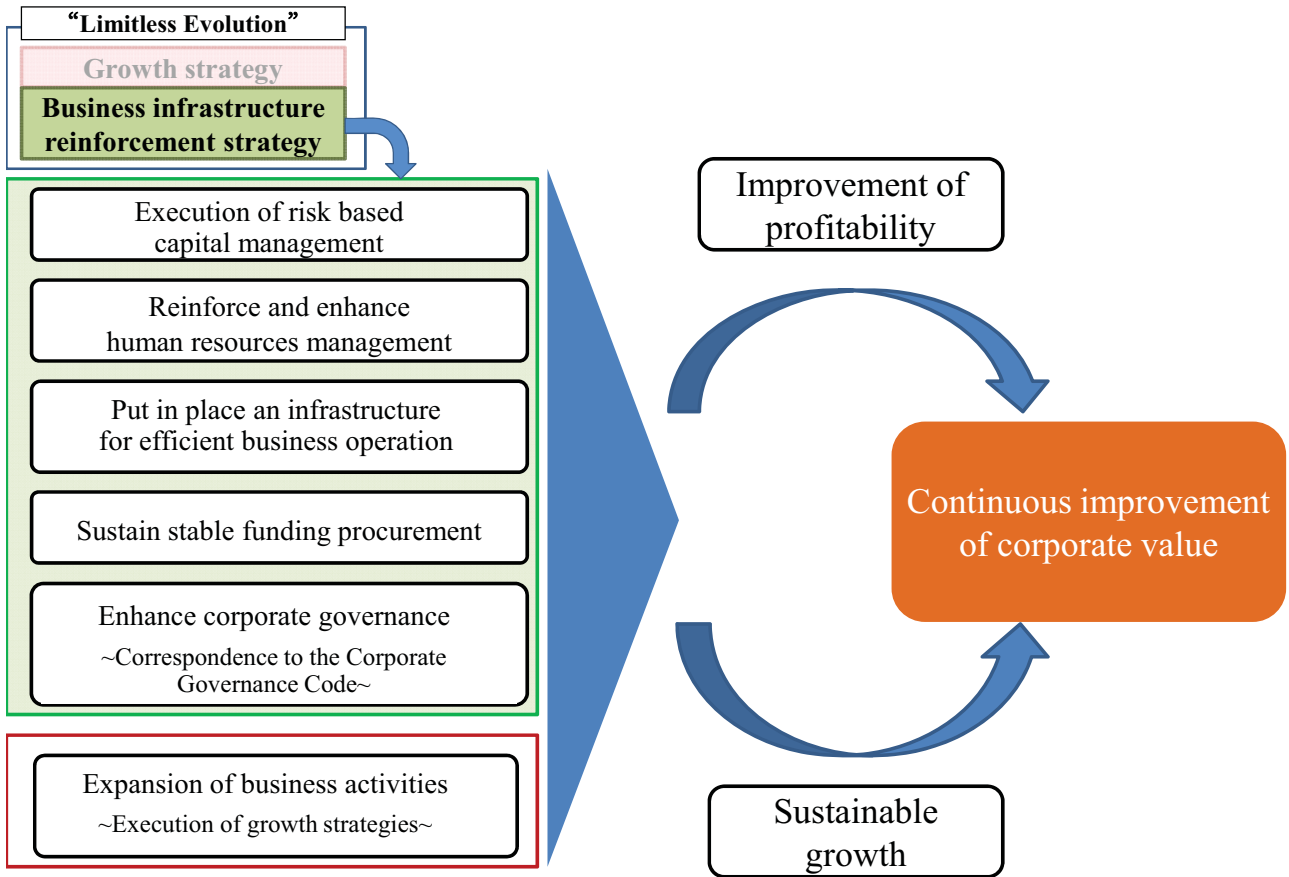 “Limitless Evolution”
Growth strategy
Business infrastructure
reinforcement strategy
Execution of risk based
capital management
Reinforce and enhance
human resources management
Put in place an infrastructure
for efficient business operation
Sustain stable funding procurement
Enhance corporate governance
~Correspondence to the Corporate
Governance Code~
Expansion of business activities
~Execution of growth strategies~
Improvement of
profitability
Continuous improvement
of corporate value
Sustainable
growth